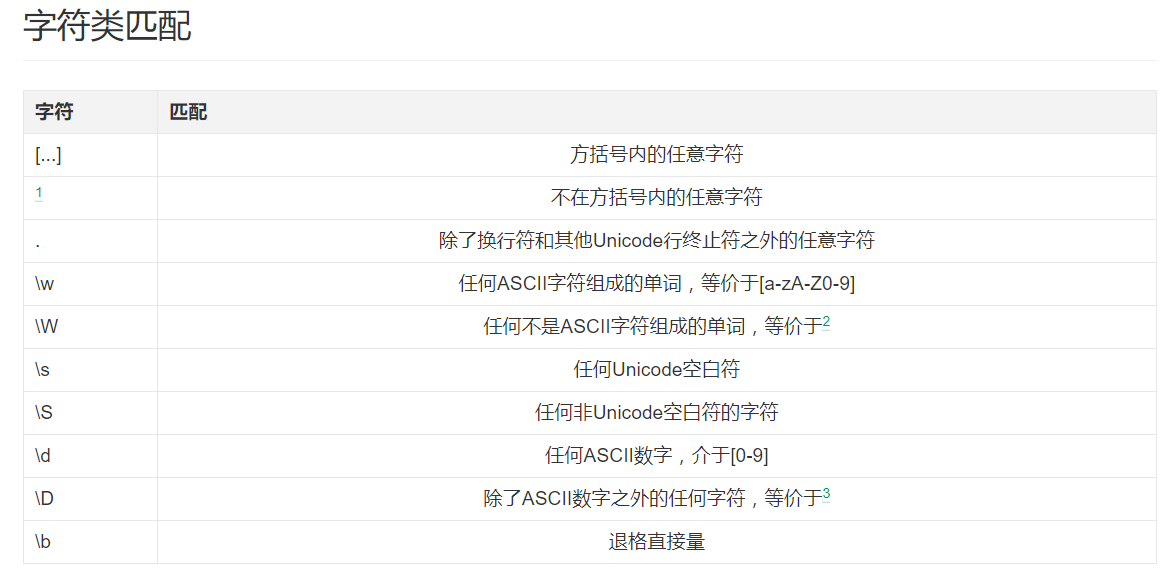 字符类匹配
字符 匹配
[...] 方括号内的任意字符
1 不在方括号内的任意字符
. 除了换行符和其他Unicode行终止符之外的任意字符
\w 任何ASCII字符组成的单词，等价于[a-zA-Z0-9]
\W 任何不是ASCII字符组成的单词，等价于2
\s 任何Unicode空白符
\S 任何非Unicode空白符的字符
\d 任何ASCII数字，介于[0-9]
\D 除了ASCII数字之外的任何字符，等价于3
\b 退格直接量